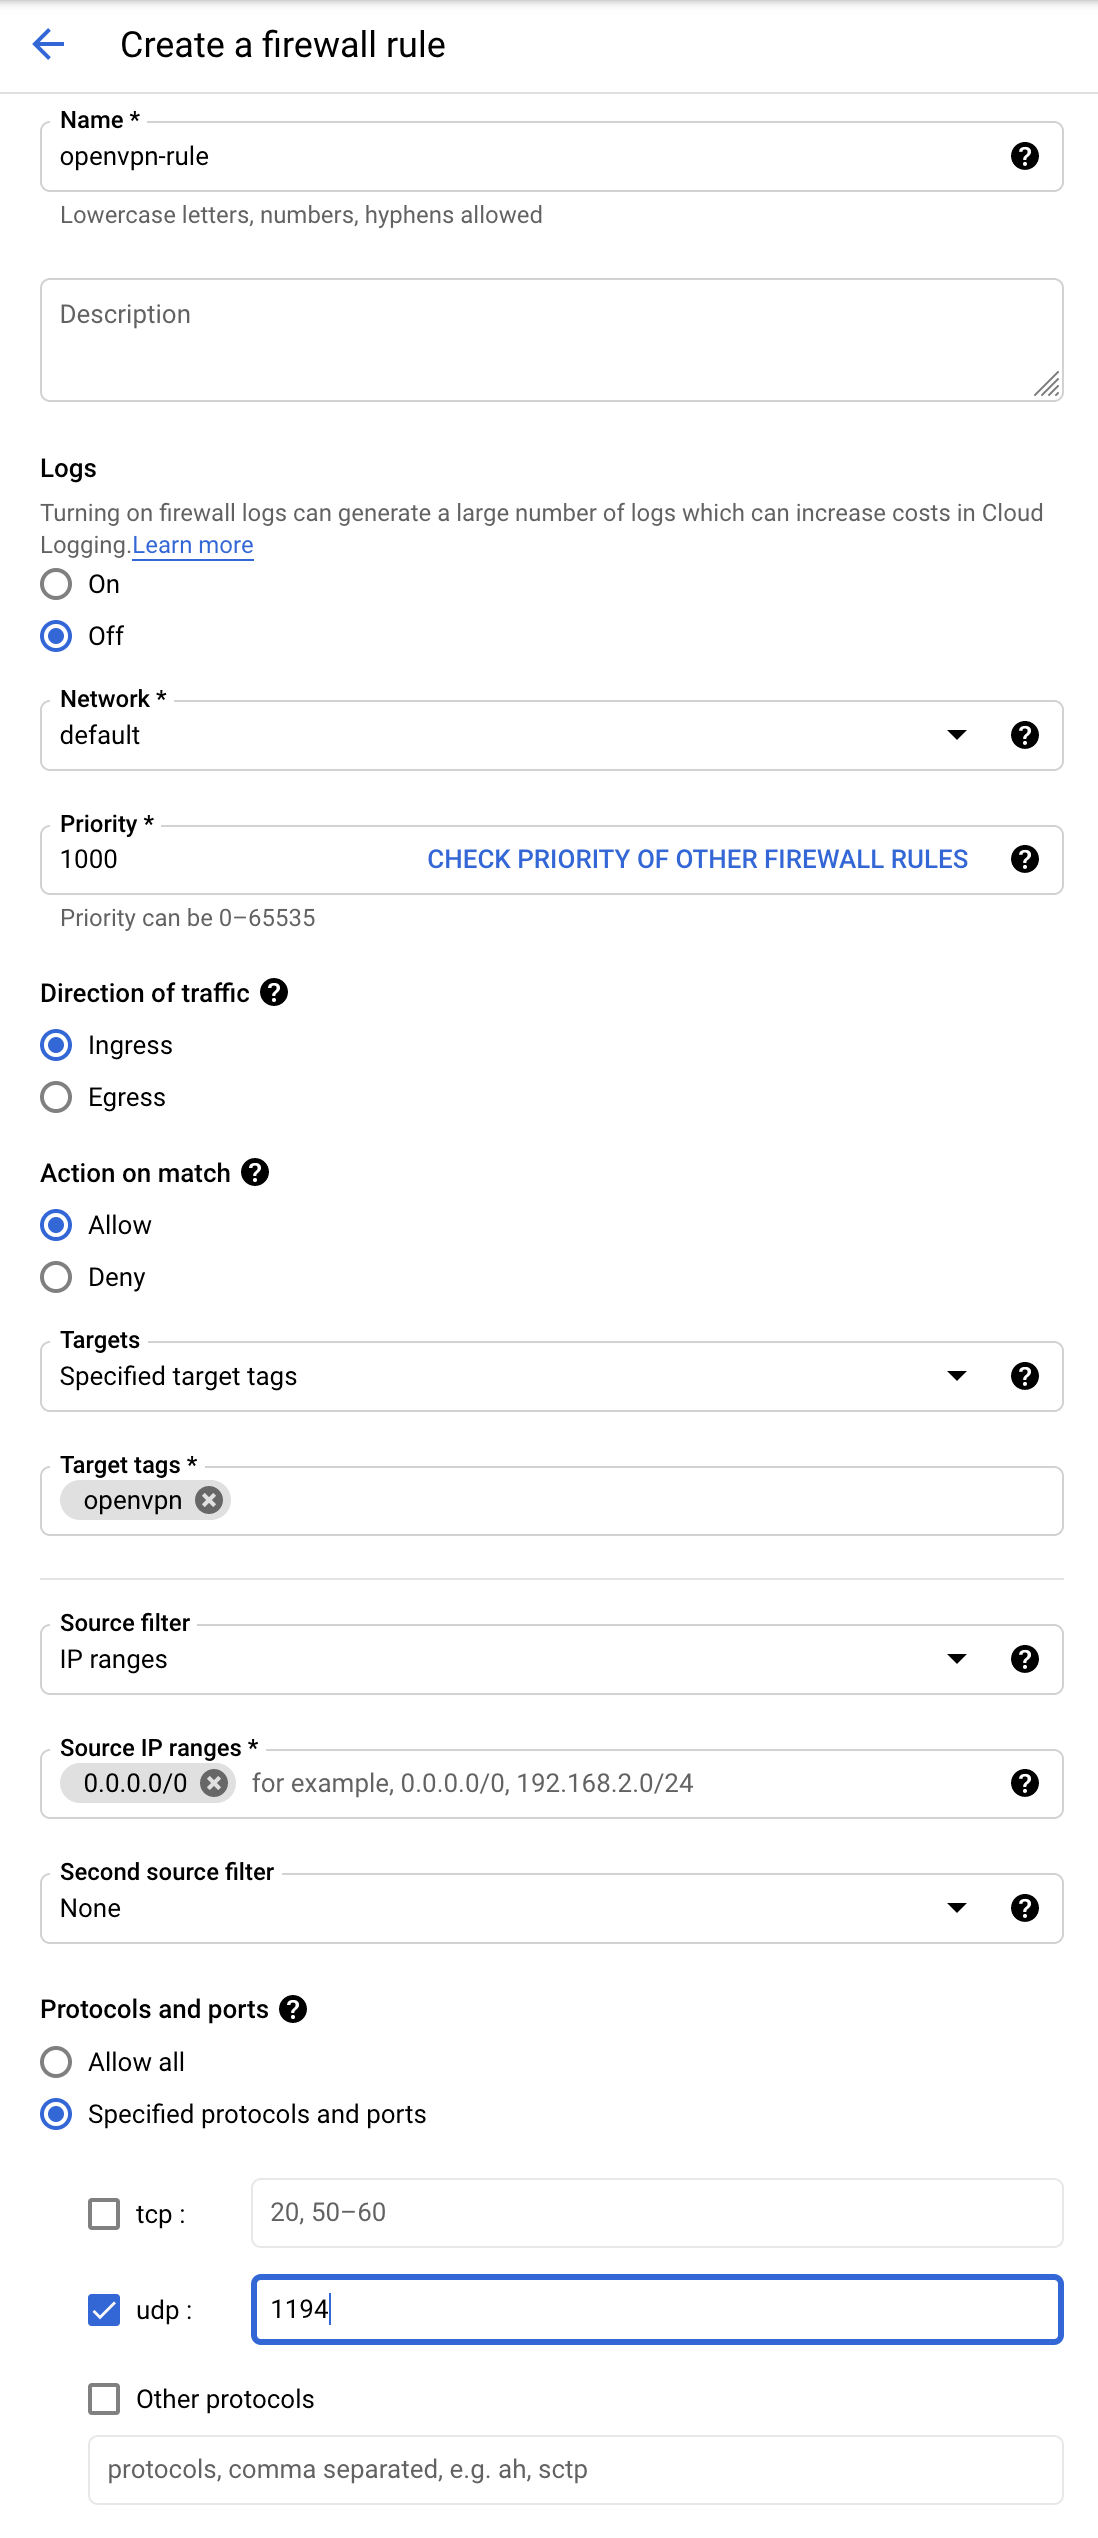 Create a firewall rule
Name *
openvpn-rule
Lowercase letters, numbers, hyphens allowed
Description
Logs
Turning on firewall logs can generate a large number of logs which can increase costs in Cloud
Logging.Learn more
On
Off
Network *
default
Priority *
1000 CHECK PRIORITY OF OTHER FIREWALL RULES
Priority can be 0–65535
Direction of traffic
Ingress
Egress
Action on match
Allow
Deny
Targets
Specified target tags
Target tags *
openvpn
Source filter
IP ranges
Source IP ranges *
0.0.0.0/0 for example, 0.0.0.0/0, 192.168.2.0/24
Second source filter
None
Protocols and ports
Allow all
Specified protocols and ports
tcp : 20, 50–60
udp : 1194
Other protocols
protocols, comma separated, e.g. ah, sctp